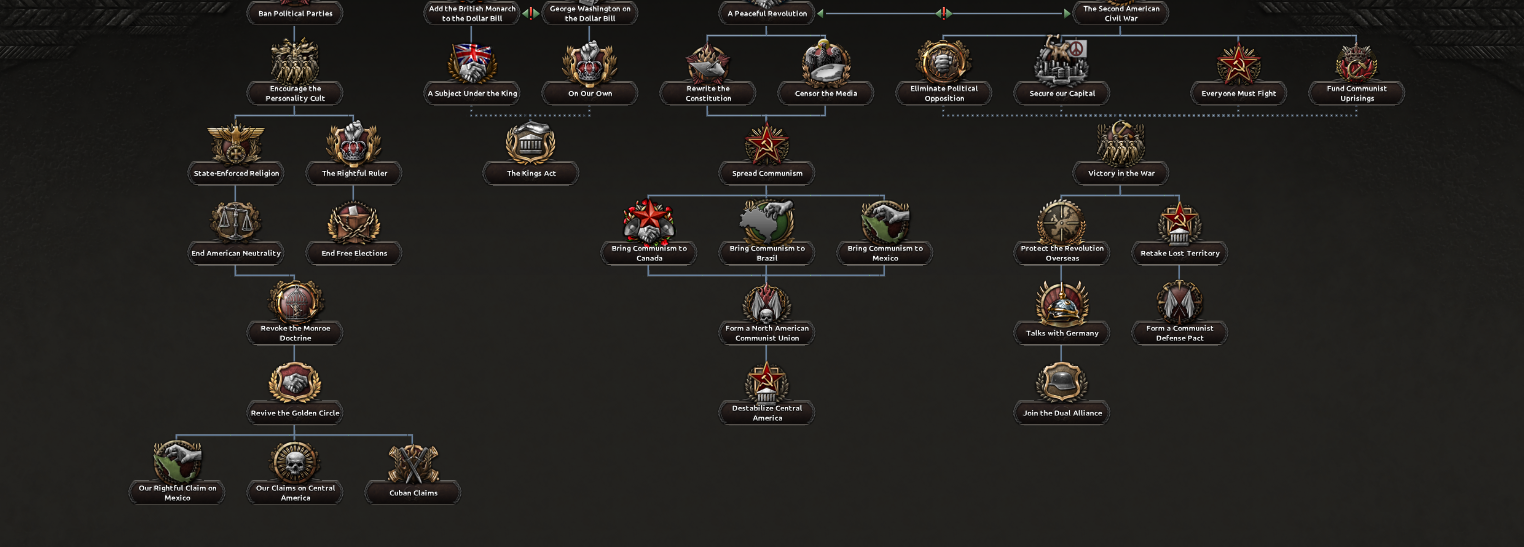 Ban Political Parties
Add the British Monarch
to the Dollar Bill
George Washington on
the Dollar Bill
A Peaceful Revolution
The Second American
Civil War
Encourage the
Personality Cult
A Subject Under the King
On Our Own
Rewrite the
Constitution
Censor the Media
Eliminate Political
Opposition
Secure our Capital
Everyone Must Fight
Fund Communist
Uprisings
State-Enforced Religion
The Rightful Ruler
The Kings Act
Spread Communism
Victory in the War
End American Neutrality
End Free Elections
Bring Communism to
Canada
Bring Communism to
Brazil
Bring Communism to
Mexico
Protect the Revolution
Overseas
Retake Lost Territory
Revoke the Monroe
Doctrine
Form a North American
Communist Union
Talks with Germany
Form a Communist
Defense Pact
Revive the Golden Circle
Destabilize Central
America
Join the Dual Alliance
Our Rightful Claim on
Mexico
Our Claims on Central
America
Cuban Claims